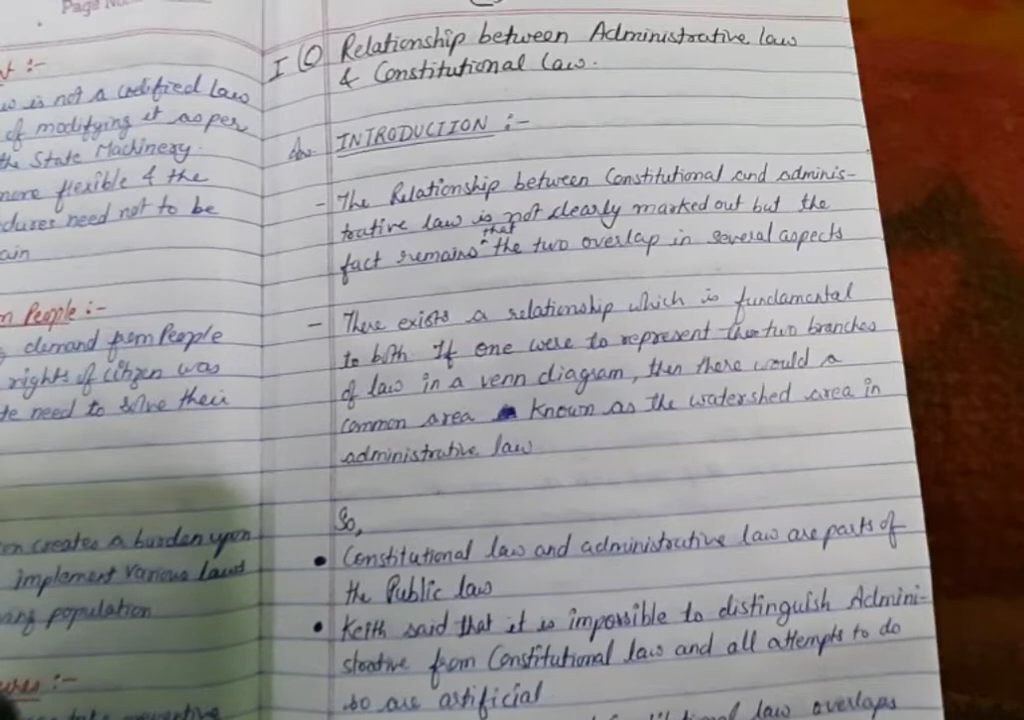 Page No.
:-
is not a codified law
of modifying it as per
the State Machinery.
more flexible & the
need not to be
People :-
demand from People
rights of citizen was
need to solve their
creates a burden upon
implement various laws
population
:-
I Relationship between Administrative law
& Constitutional law.
Ans. INTRODUCTION :-
- The Relationship between Constitutional and adminis-
trative law is not clearly marked out but the
fact remains that the two overlap in several aspects
- There exists a relationship which is fundamental
to both If one were to represent the two branches
of law in a venn diagram, then there would a
common area known as the watershed area in
administrative law
So,
• Constitutional law and administrative law are parts of
the Public law
• Keith said that it is impossible to distinguish Admini-
strative from Constitutional law and all attempts to do
so are artificial
law overlaps